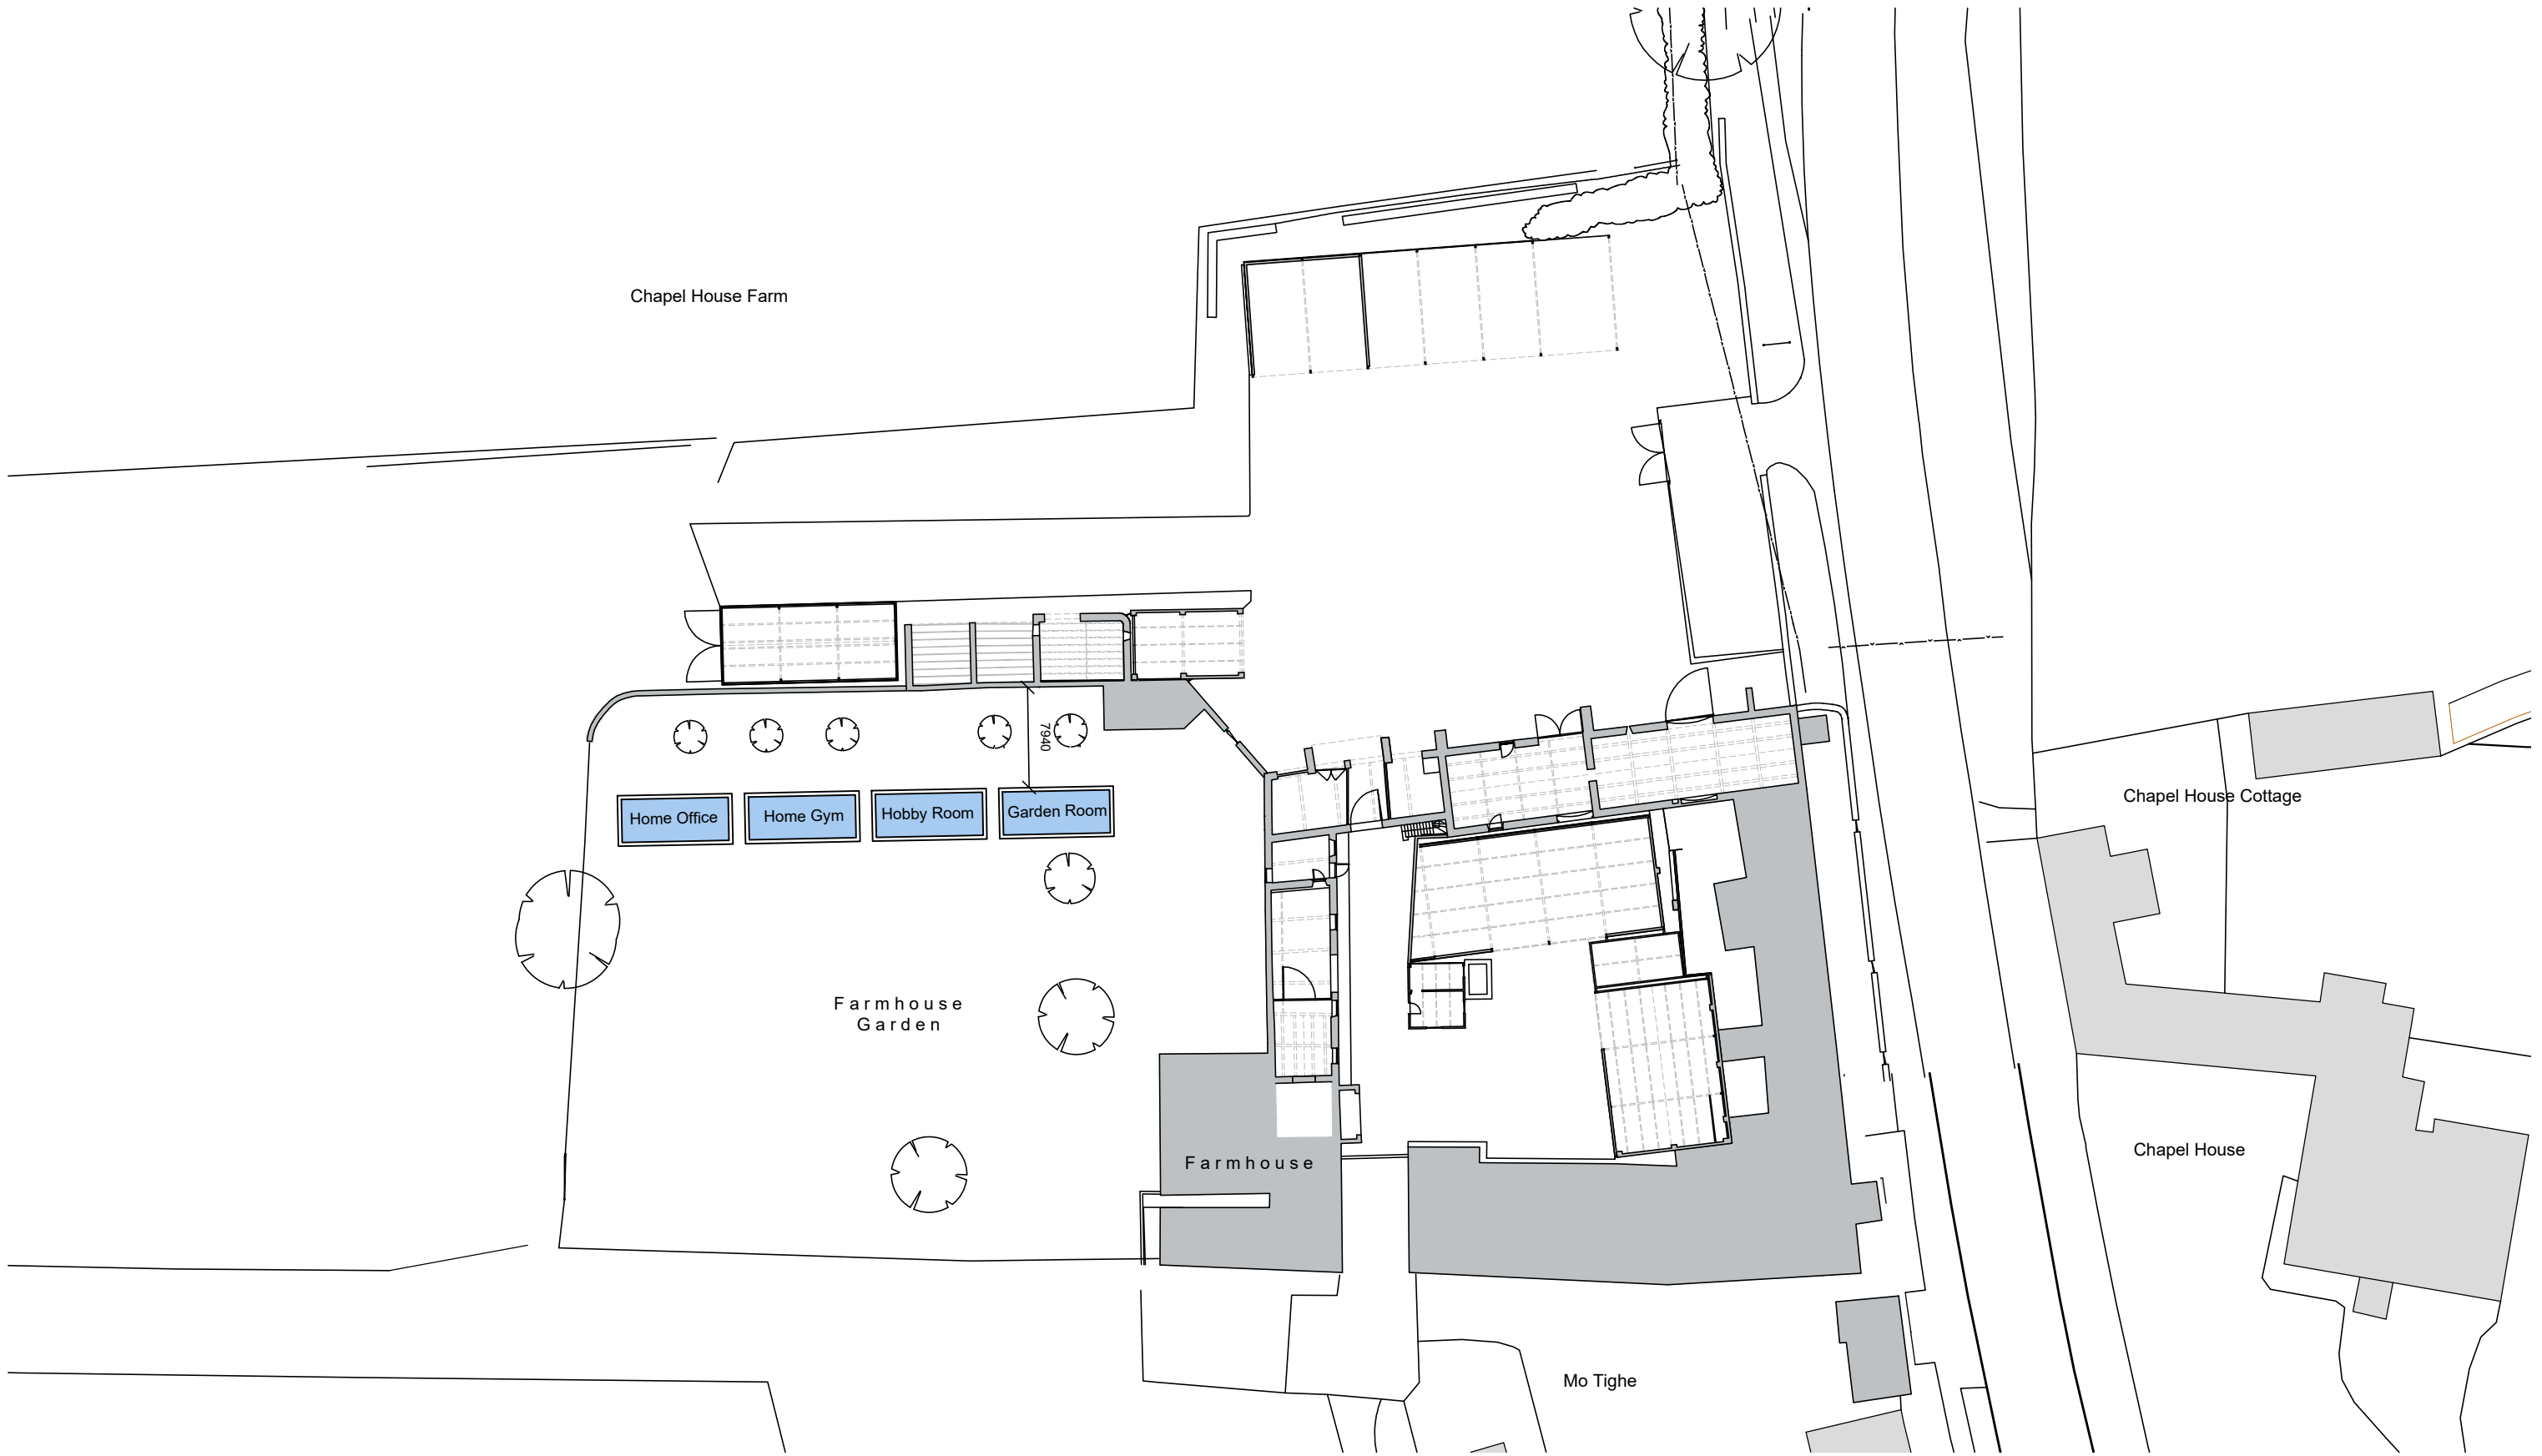 Chapel House Farm
7940
Home Office
Home Gym
Hobby Room
Garden Room
Chapel House Cottage
Farmhouse
Garden
Farmhouse
Chapel House
Mo Tighe